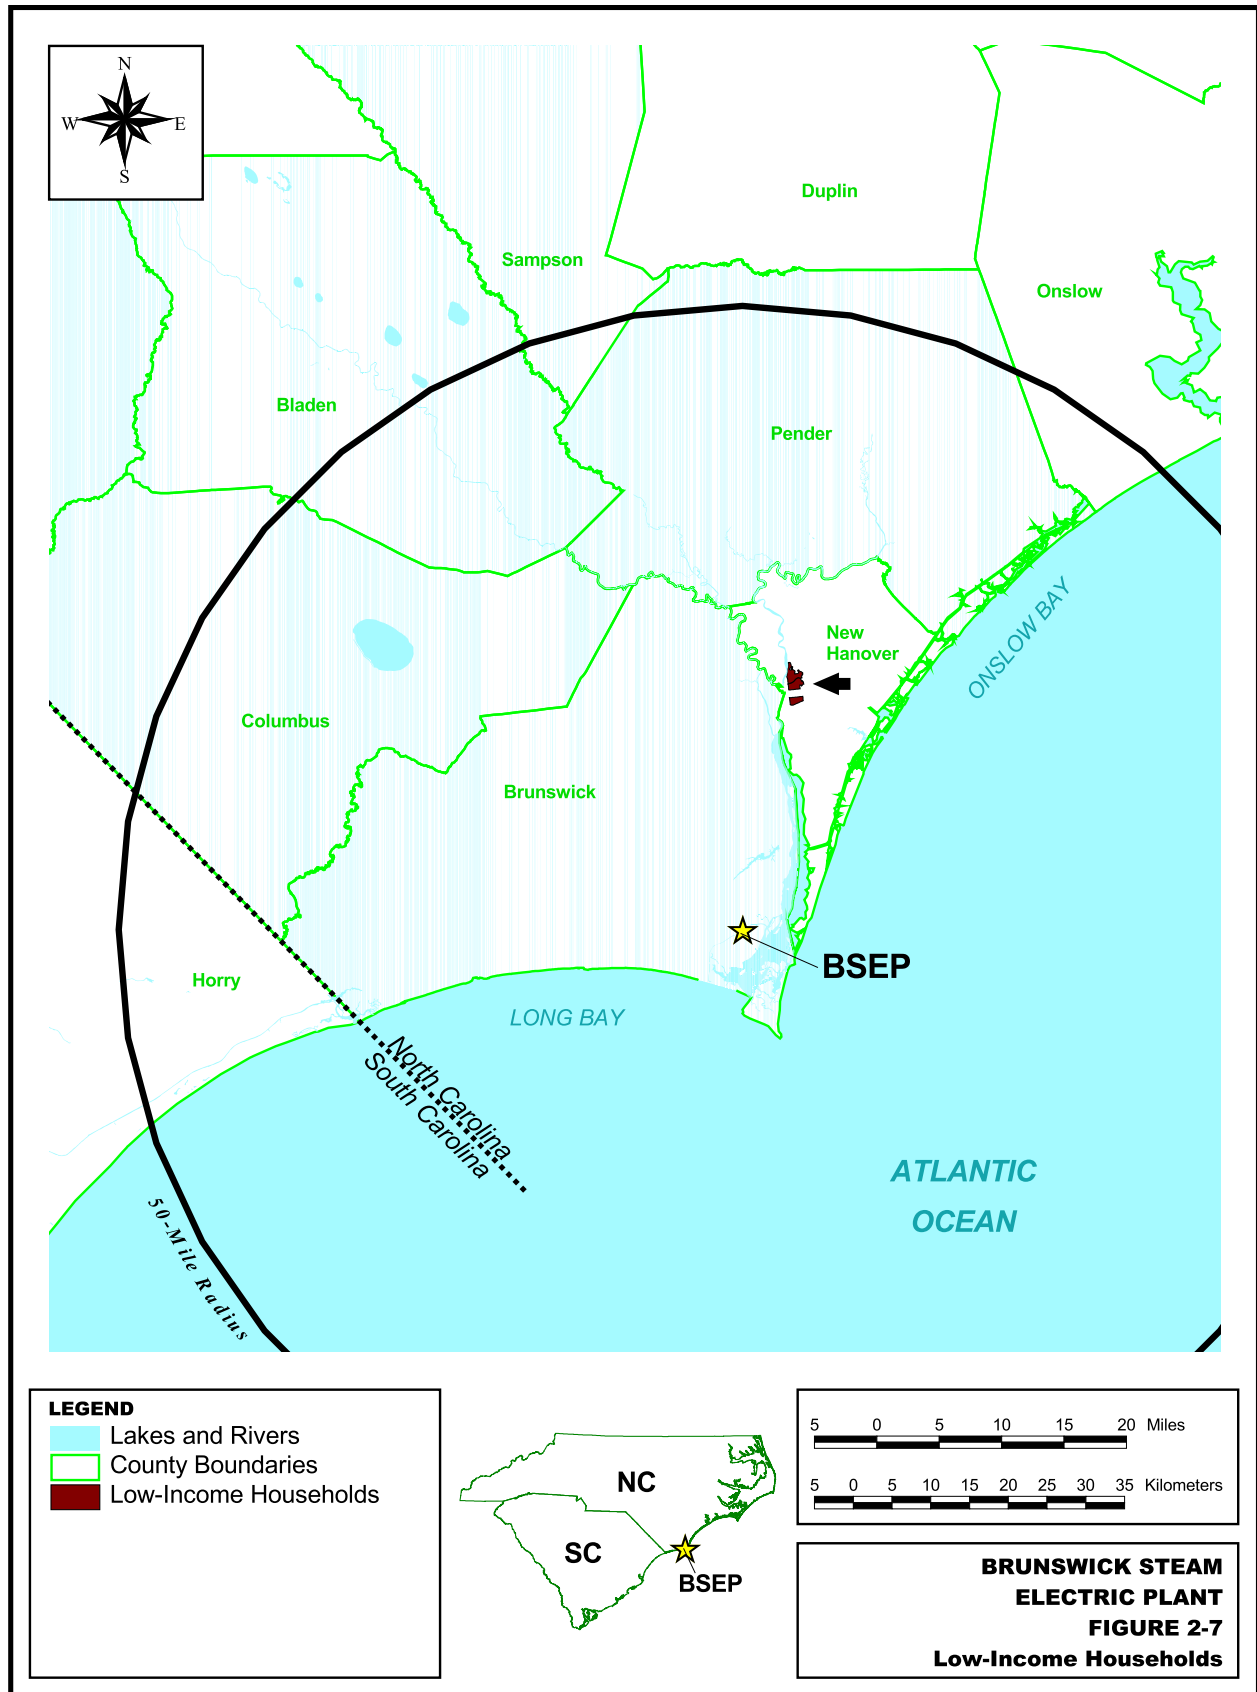 N
W E
S
Duplin
Sampson
Onslow
Bladen
Pender
ONSLOW BAY
New
Hanover
Columbus
Brunswick
BSEP
Horry
LONG BAY
North Carolina
South Carolina
ATLANTIC
OCEAN
50-Mile Radius
LEGEND
Lakes and Rivers
County Boundaries
Low-Income Households
NC
SC
BSEP
5 0 5 10 15 20 Miles
5 0 5 10 15 20 25 30 35 Kilometers
BRUNSWICK STEAM
ELECTRIC PLANT
FIGURE 2-7
Low-Income Households